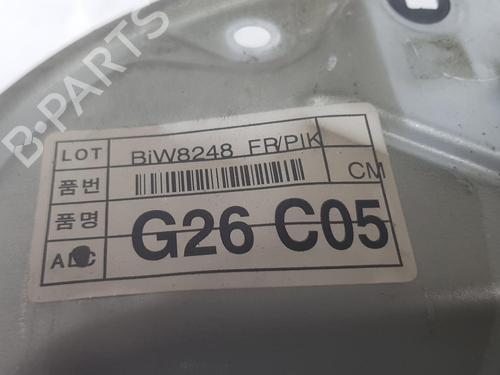 B-PARTS
LOT BiW8248 FR/PIK
품번 CM
품명 G26 C05
ALC